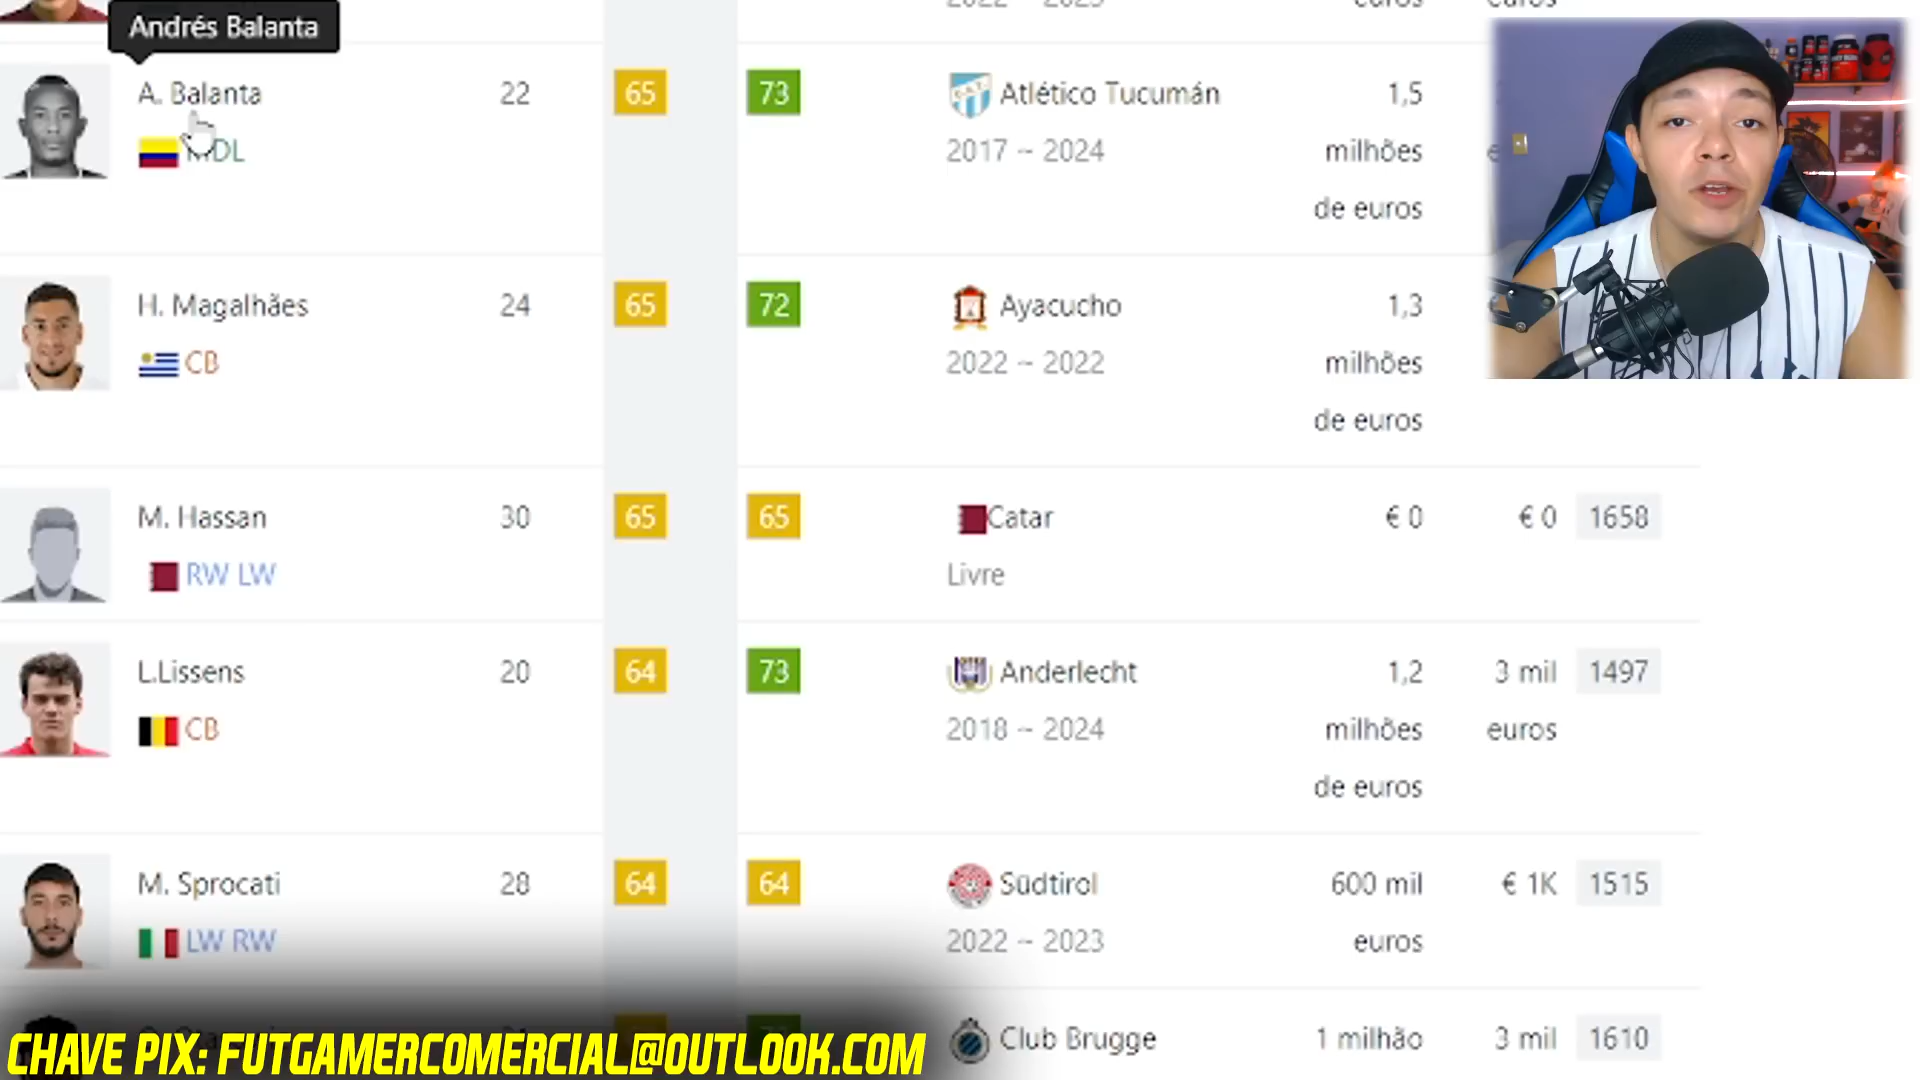 Andrés Balanta
euros
A. Balanta 22 65 73 Atlético Tucumán 1,5
MDL 2017 ~ 2024 milhões
de euros
H. Magalhães 24 65 72 Ayacucho 1,3
CB 2022 ~ 2022 milhões
de euros
M. Hassan 30 65 65 Catar € 0 € 0 1658
RW LW Livre
L.Lissens 20 64 73 Anderlecht 1,2 3 mil 1497
CB 2018 ~ 2024 milhões euros
de euros
M. Sprocati 28 64 64 Südtirol 600 mil € 1K 1515
LW RW 2022 ~ 2023 euros
Club Brugge 1 milhão 3 mil 1610
CHAVE PIX: FUTGAMERCOMERCIAL@OUTLOOK.COM